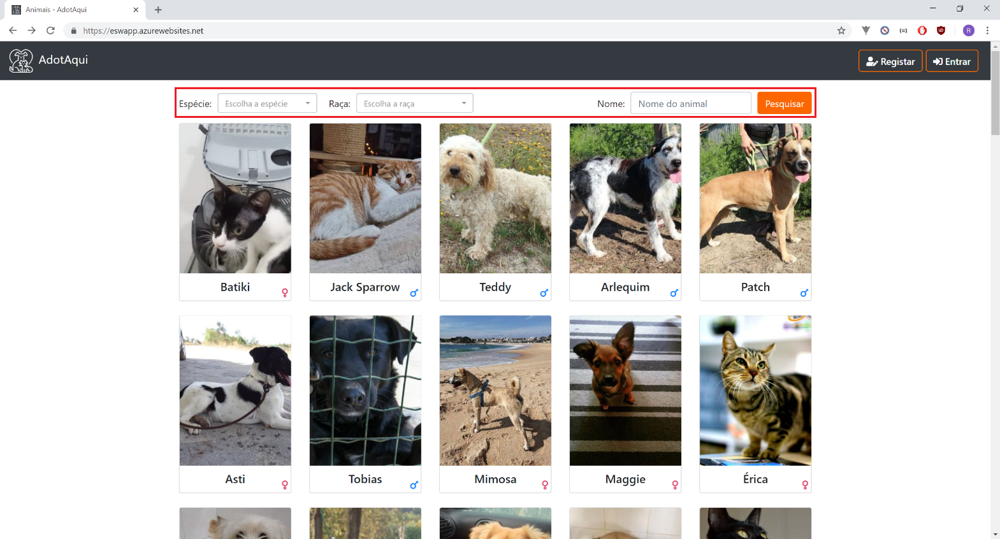 Animais - AdotAqui
https://eswapp.azurewebsites.net
R
AdotAqui
Registar
Entrar
Espécie:
Escolha a espécie
Raça:
Escolha a raça
Nome:
Nome do animal
Pesquisar
Batiki
Jack Sparrow
Teddy
Arlequim
Patch
Asti
Tobias
Mimosa
Maggie
Érica